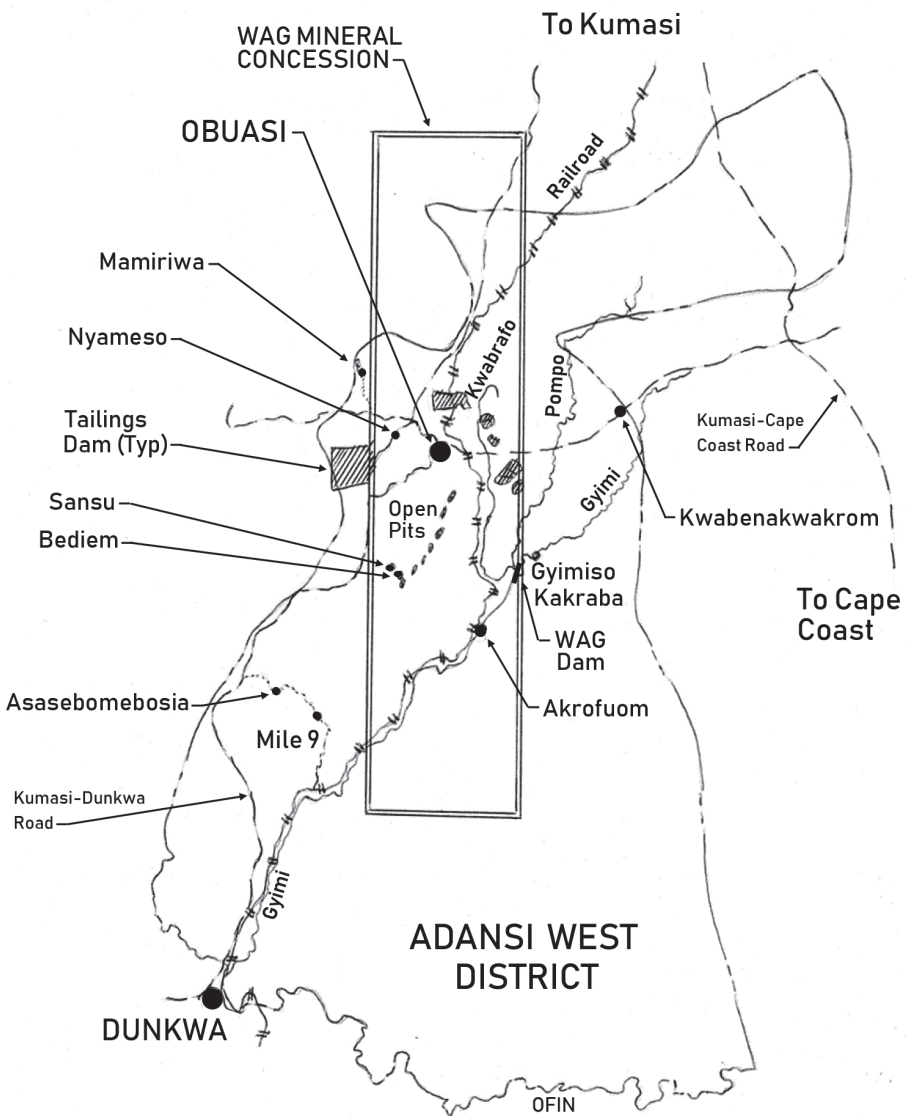 To Kumasi
WAG MINERAL
CONCESSION
OBUASI
Railroad
Mamiriwa
Nyameso
Kwabrafo
Pompo
Tailings
Dam (Typ)
Kumasi-Cape
Coast Road
Sansu
Open
Pits
Gyimi
Bediem
Kwabenakwakrom
Gyimiso
Kakraba
To Cape
Coast
WAG
Dam
Asasebomebosia
Akrofuom
Mile 9
Kumasi-Dunkwa
Road
Gyimi
ADANSI WEST
DISTRICT
DUNKWA
OFIN